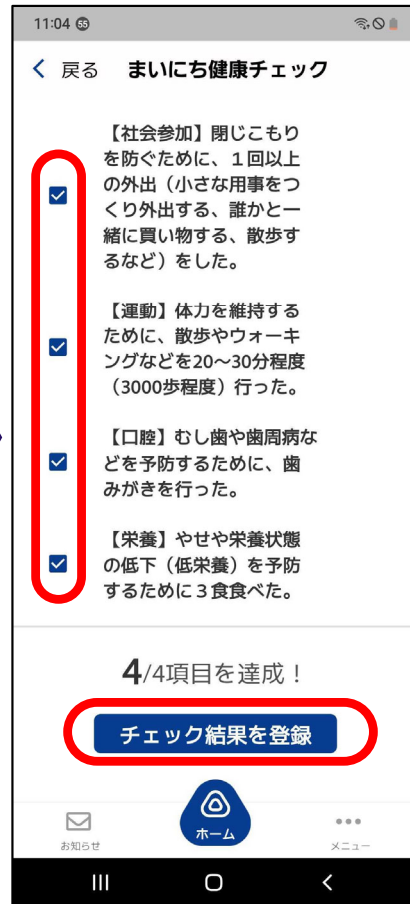 11:04 65
戻る まいにち健康チェック
【社会参加】閉じこもり
を防ぐために、１回以上
の外出（小さな用事をつ
くり外出する、誰かと一
緒に買い物する、散歩す
るなど）をした。
【運動】体力を維持する
ために、散歩やウォーキ
ングなどを20～30分程度
（3000歩程度）行った。
【口腔】むし歯や歯周病な
どを予防するために、歯
みがきを行った。
【栄養】やせや栄養状態
の低下（低栄養）を予防
するために３食食べた。
4/4項目を達成！
チェック結果を登録
お知らせ ホーム メニュー